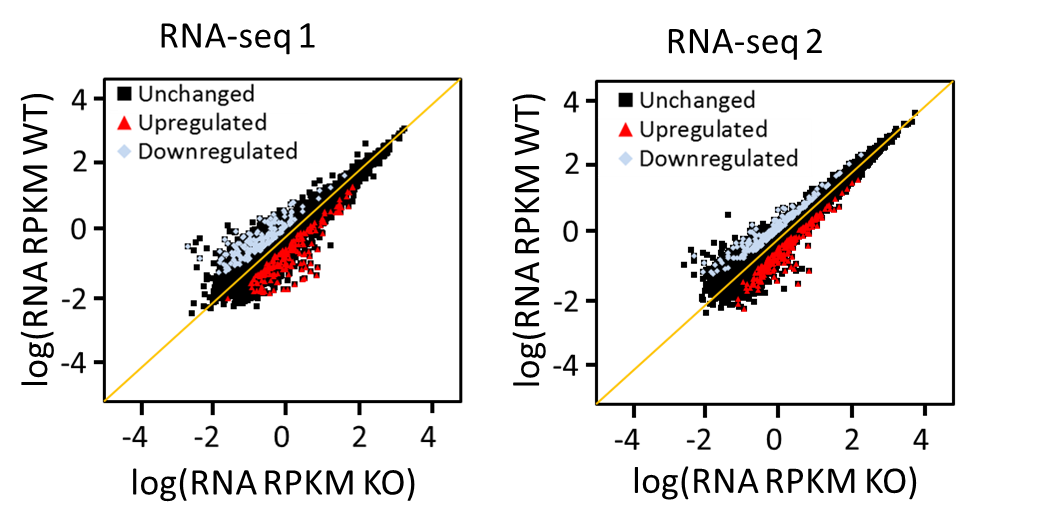 RNA-seq 1
log(RNA RPKM WT)
4
2
0
-2
-4
Unchanged
Upregulated
Downregulated
-4 -2 0 2 4
log(RNA RPKM KO)
RNA-seq 2
log(RNA RPKM WT)
4
2
0
-2
-4
Unchanged
Upregulated
Downregulated
-4 -2 0 2 4
log(RNA RPKM KO)